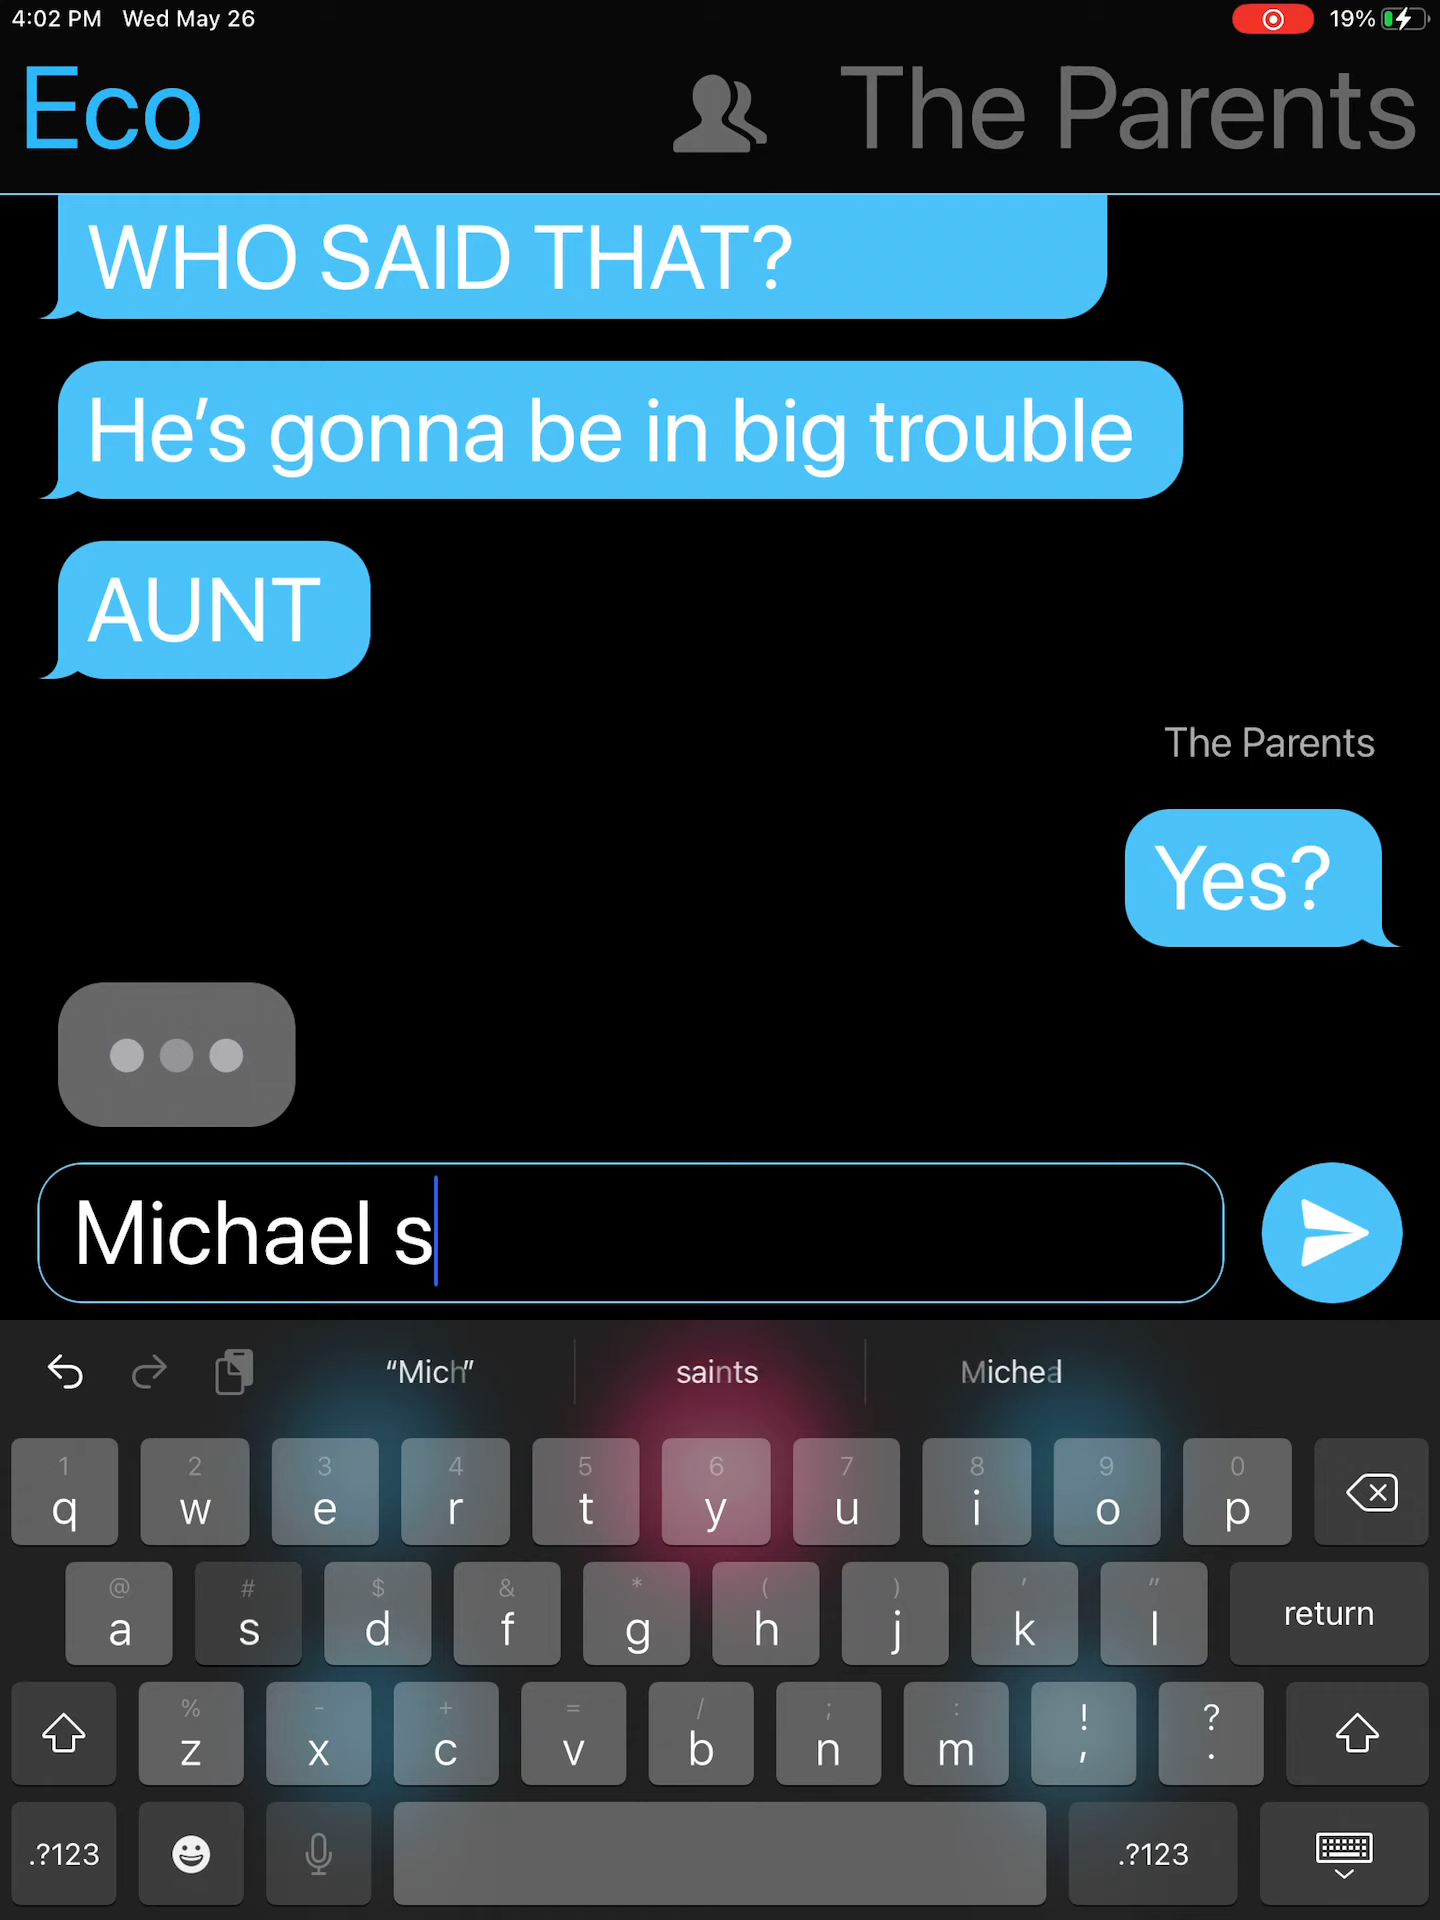 4:02 PM Wed May 26 19%
Eco The Parents
WHO SAID THAT?
He's gonna be in big trouble
AUNT
The Parents
Yes?
Michael s
“Mich” saints Michea
1 2 3 4 5 6 7 8 9 0
q w e r t y u i o p
@ # $ & * ( ) ' "
a s d f g h j k l return
% - + = / ; : ! ?
z x c v b n m , .
.?123 .?123